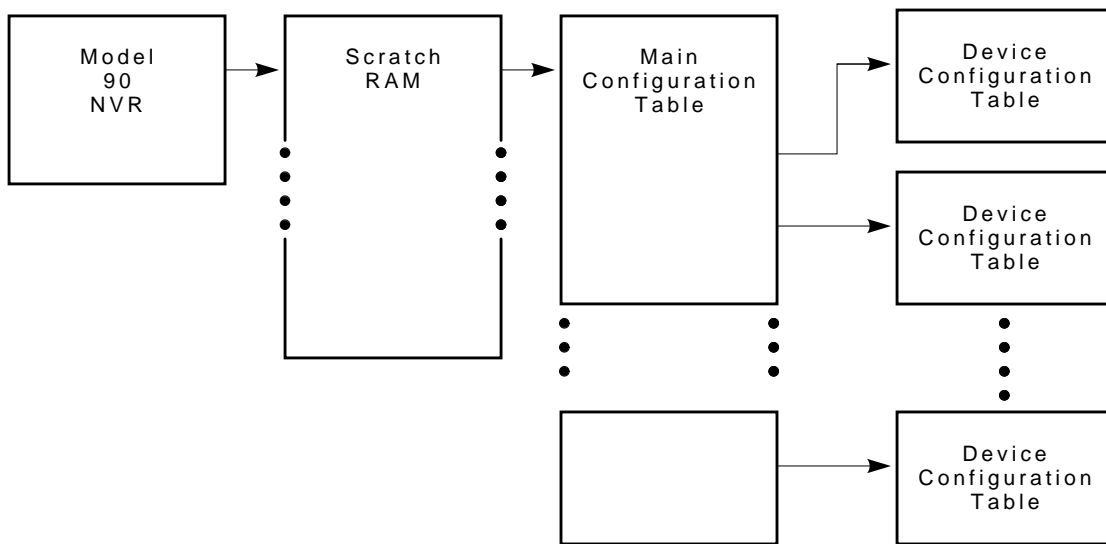 Model
90
NVR
Scratch
RAM
Main
Configuration
Table
Device
Configuration
Table
Device
Configuration
Table
Device
Configuration
Table